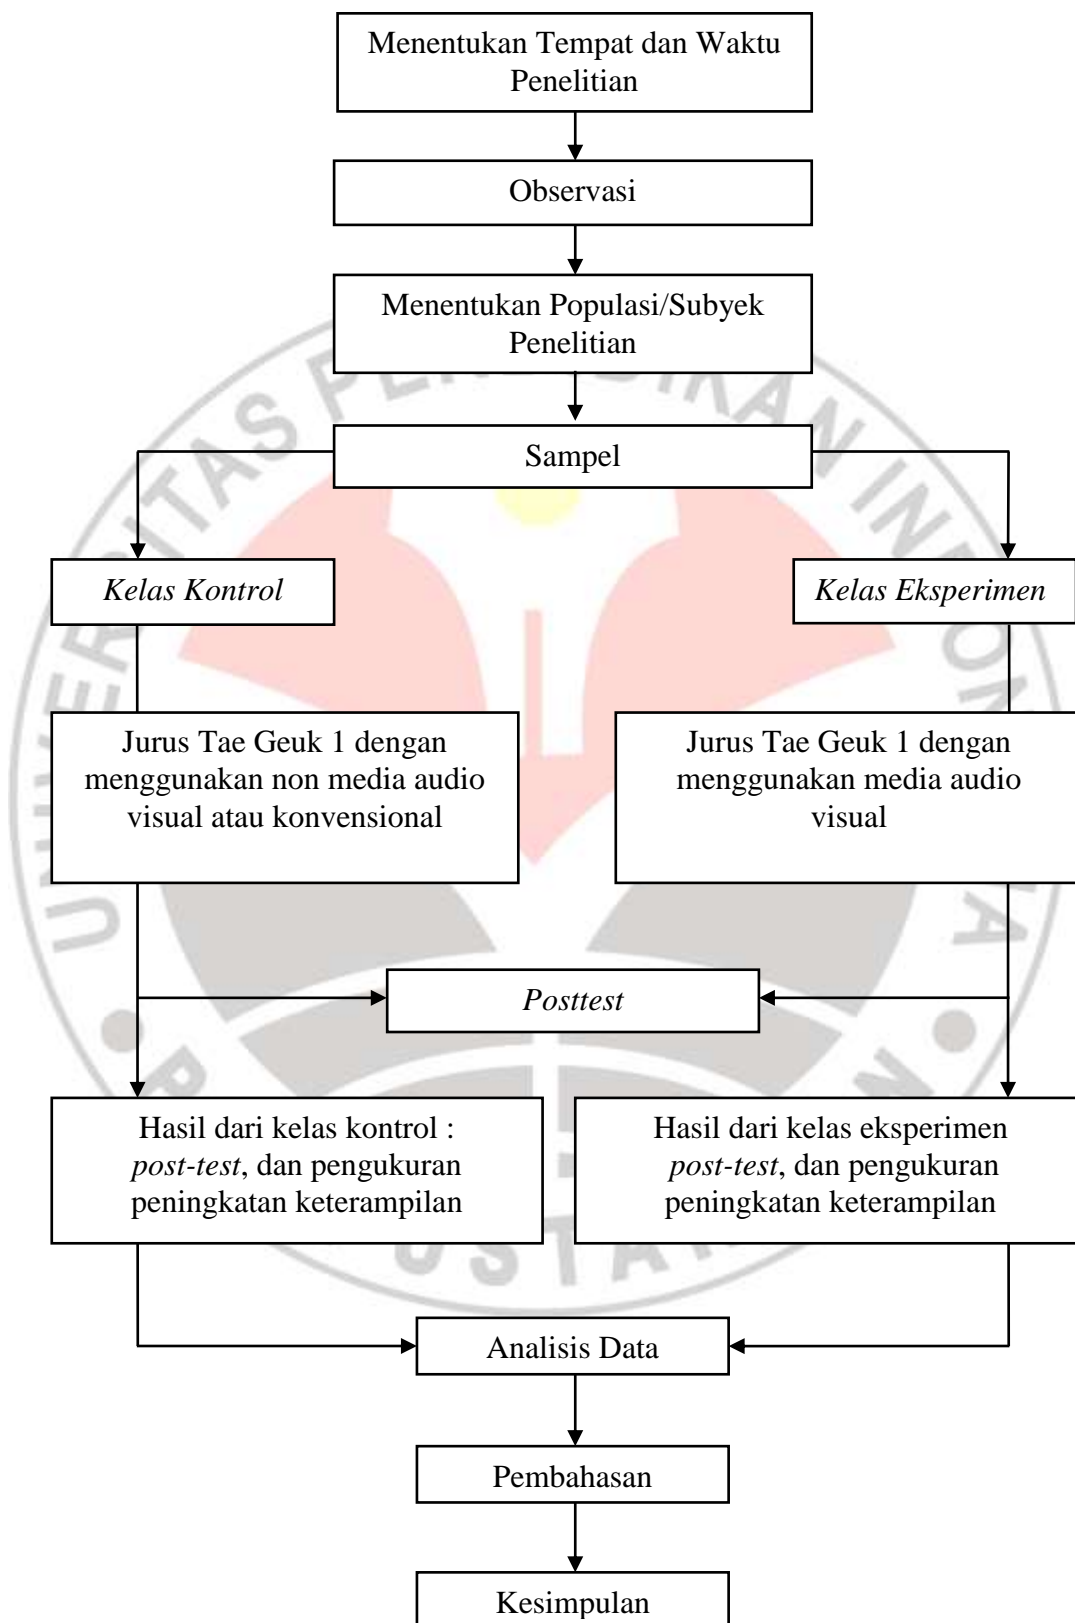 Menentukan Tempat dan Waktu
Penelitian
Observasi
Menentukan Populasi/Subyek
Penelitian
Sampel
Kelas Kontrol
Kelas Eksperimen
Jurus Tae Geuk 1 dengan
menggunakan non media audio
visual atau konvensional
Jurus Tae Geuk 1 dengan
menggunakan media audio
visual
Posttest
Hasil dari kelas kontrol :
post-test, dan pengukuran
peningkatan keterampilan
Hasil dari kelas eksperimen
post-test, dan pengukuran
peningkatan keterampilan
Analisis Data
Pembahasan
Kesimpulan